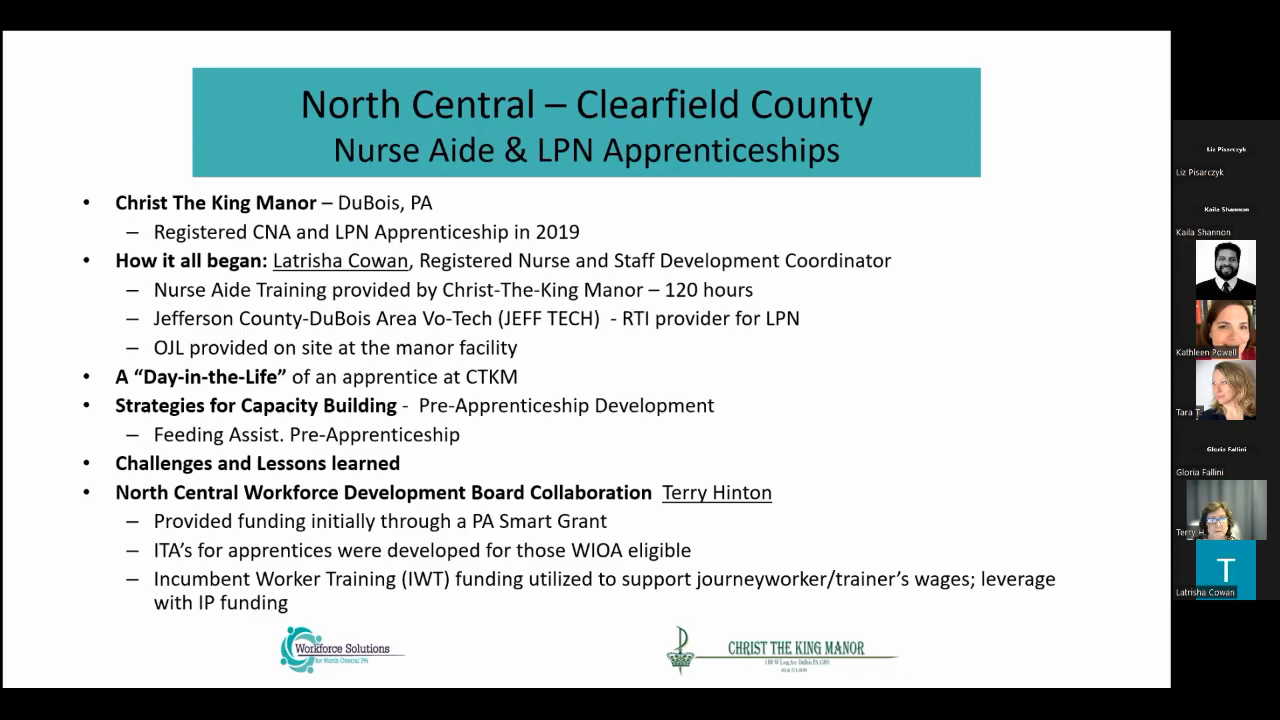 North Central – Clearfield County
Nurse Aide & LPN Apprenticeships
• Christ The King Manor – DuBois, PA
– Registered CNA and LPN Apprenticeship in 2019
• How it all began: Latrisha Cowan, Registered Nurse and Staff Development Coordinator
– Nurse Aide Training provided by Christ-The-King Manor – 120 hours
– Jefferson County-DuBois Area Vo-Tech (JEFF TECH) - RTI provider for LPN
– OJL provided on site at the manor facility
• A “Day-in-the-Life” of an apprentice at CTKM
• Strategies for Capacity Building - Pre-Apprenticeship Development
– Feeding Assist. Pre-Apprenticeship
• Challenges and Lessons learned
• North Central Workforce Development Board Collaboration Terry Hinton
– Provided funding initially through a PA Smart Grant
– ITA’s for apprentices were developed for those WIOA eligible
– Incumbent Worker Training (IWT) funding utilized to support journeyworker/trainer’s wages; leverage
with IP funding
Workforce Solutions
for North Central PA
CHRIST THE KING MANOR
Liz Pisarczyk
Liz Pisarczyk
Kaila Shannon
Kaila Shannon
Kathleen Powell
Tara T.
Gloria Fallini
Gloria Fallini
Terry H.
T
Latrisha Cowan